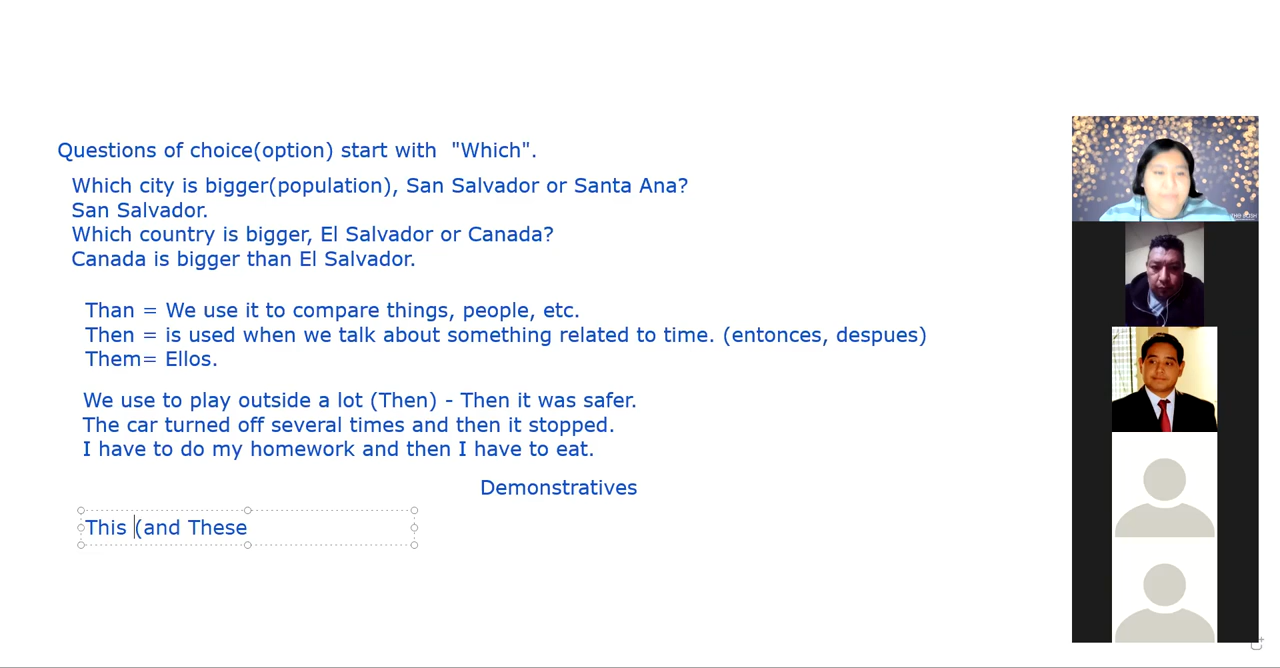 Questions of choice(option) start with "Which".
Which city is bigger(population), San Salvador or Santa Ana?
San Salvador.
Which country is bigger, El Salvador or Canada?
Canada is bigger than El Salvador.
Than = We use it to compare things, people, etc.
Then = is used when we talk about something related to time. (entonces, despues)
Them= Ellos.
We use to play outside a lot (Then) - Then it was safer.
The car turned off several times and then it stopped.
I have to do my homework and then I have to eat.
Demonstratives
This (and These